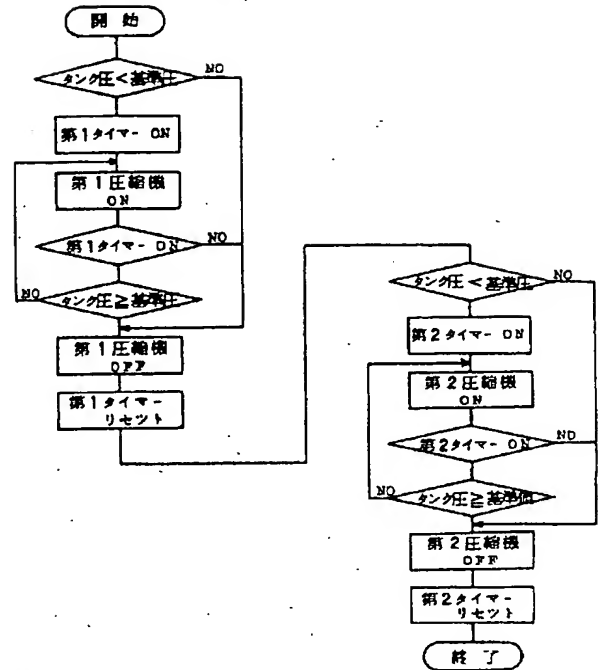 開始
タンク圧<基準圧
NO
第1タイマー ON
第1圧縮機
ON
第1タイマー ON
NO
タンク圧≧基準圧
NO
第1圧縮機
OFF
第1タイマー
リセット
タンク圧<基準圧
NO
第2タイマー ON
第2圧縮機
ON
第2タイマー ON
NO
タンク圧≧基準値
NO
第2圧縮機
OFF
第2タイマー
リセット
終了